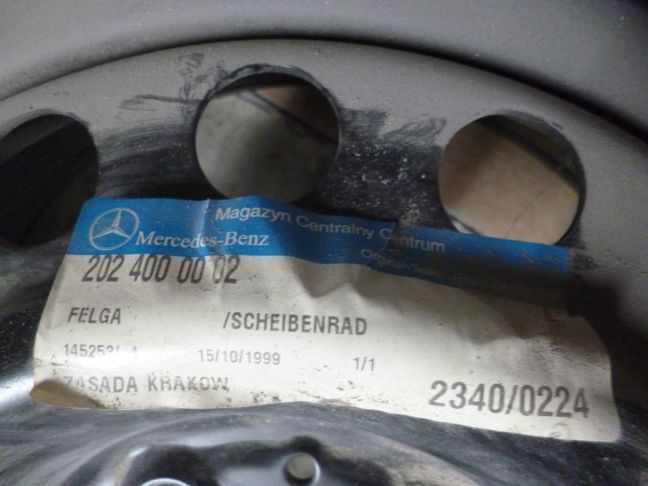 Magazyn Centralny Centrum
Mercedes-Benz
202 400 00 02
FELGA /SCHEIBENRAD
15/10/1999 1/1
ZASADA KRAKOW 2340/0224